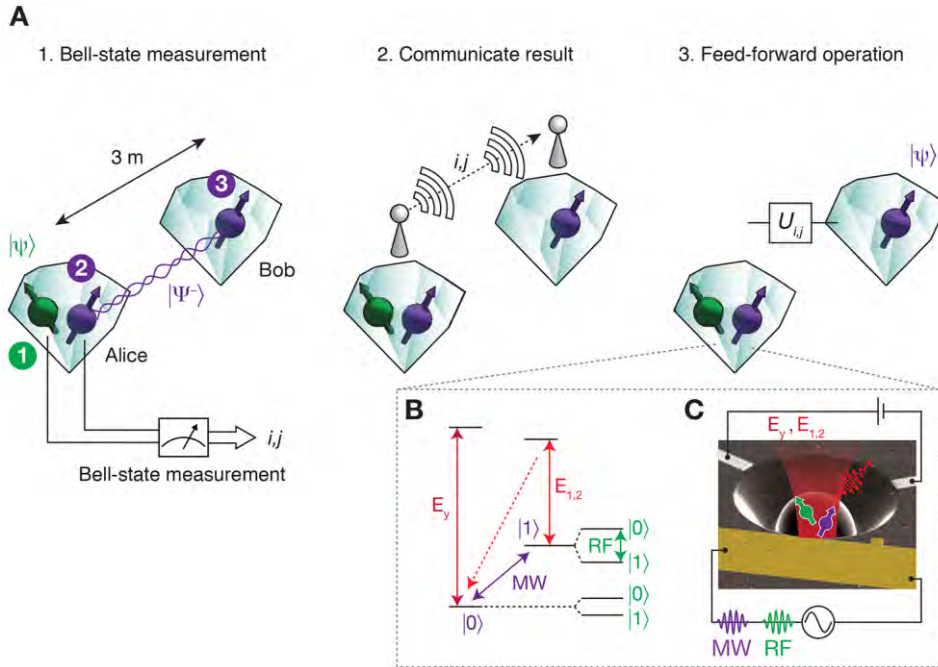 A
1. Bell-state measurement
2. Communicate result
3. Feed-forward operation
3 m
|ψ⟩
1
2
3
|Ψ⁻⟩
Alice
Bob
Bell-state measurement
i,j
i,j
U_{i,j}
|ψ⟩
B
E_y
E_{1,2}
|1⟩
MW
|0⟩
RF
|0⟩
|1⟩
|0⟩
|1⟩
C
E_y, E_{1,2}
MW
RF